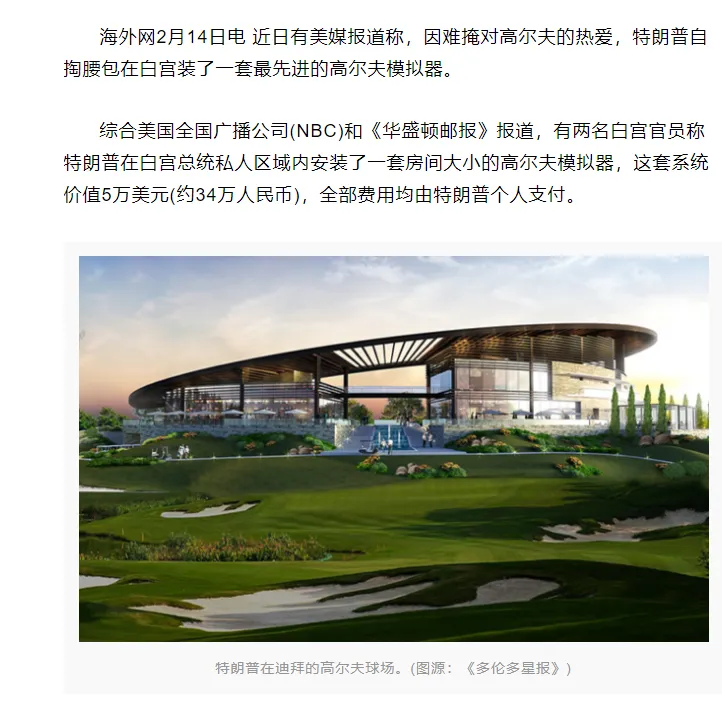 海外网2月14日电 近日有美媒报道称，因难掩对高尔夫的热爱，特朗普自
掏腰包在白宫装了一套最先进的高尔夫模拟器。
综合美国全国广播公司(NBC)和《华盛顿邮报》报道，有两名白宫官员称
特朗普在白宫总统私人区域内安装了一套房间大小的高尔夫模拟器，这套系统
价值5万美元(约34万人民币)，全部费用均由特朗普个人支付。
特朗普在迪拜的高尔夫球场。(图源：《多伦多星报》)